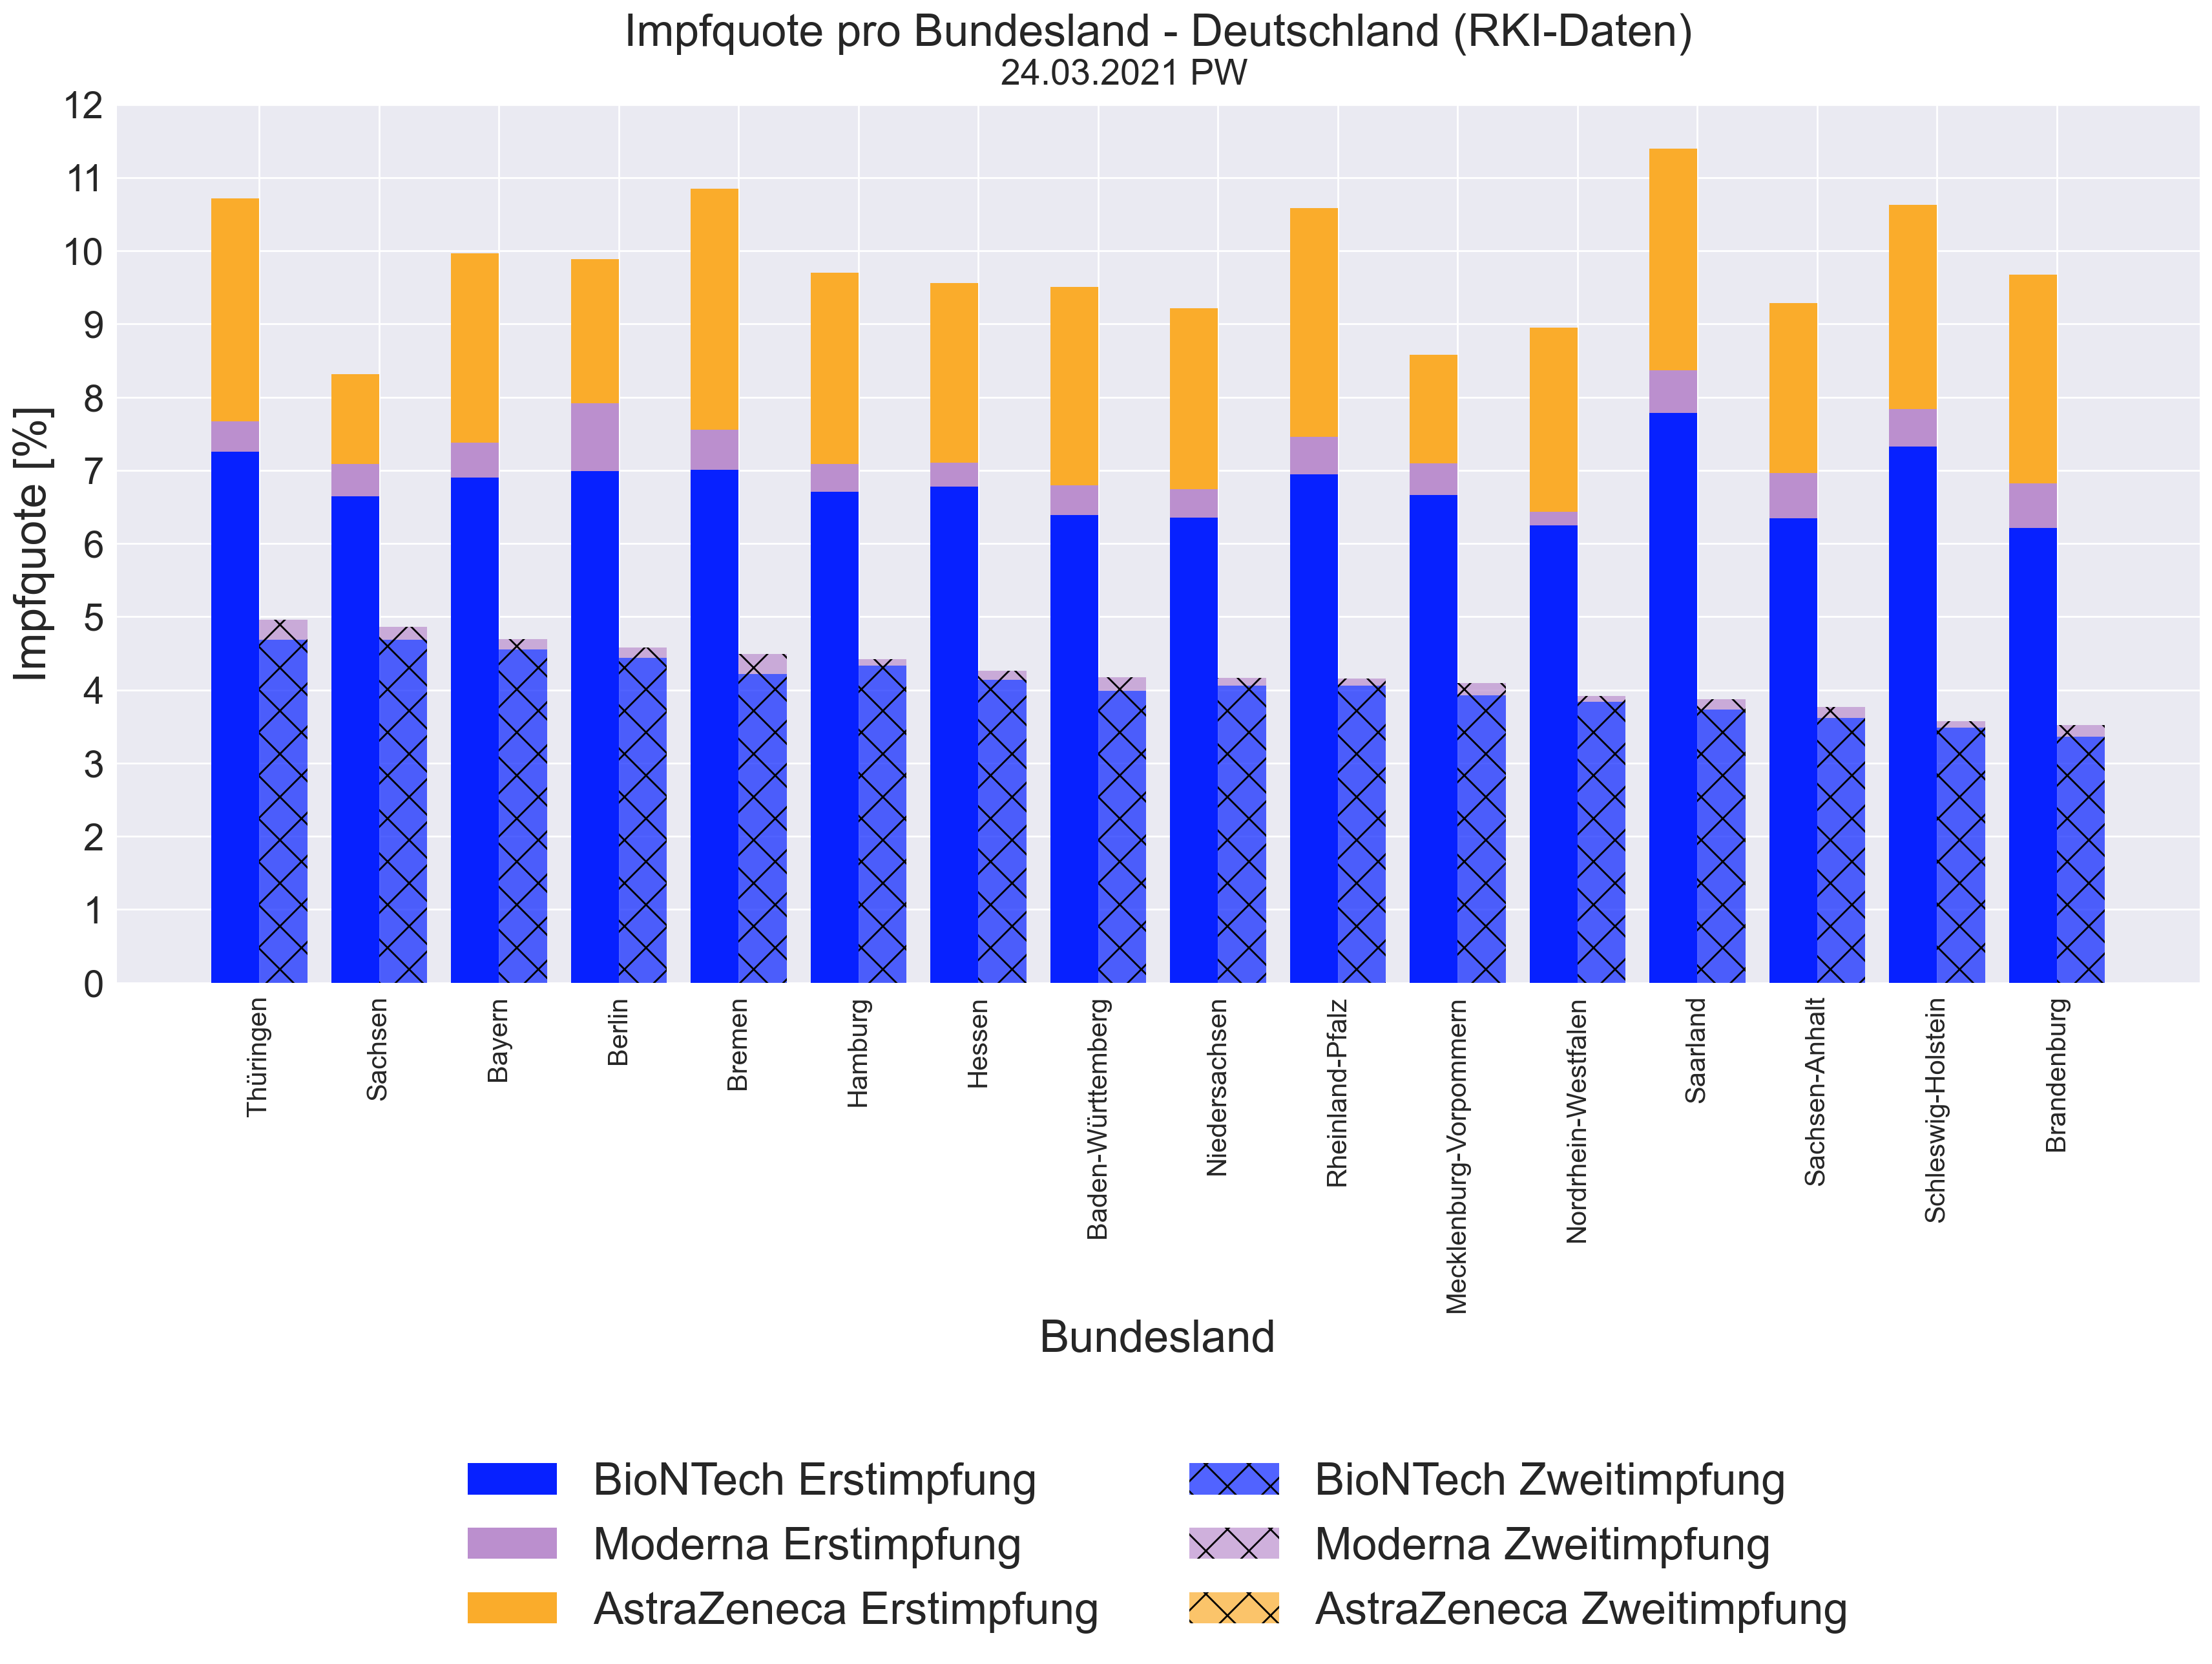 Impfquote pro Bundesland - Deutschland (RKI-Daten)
24.03.2021 PW
Impfquote [%]
12
11
10
9
8
7
6
5
4
3
2
1
0
Thüringen
Sachsen
Bayern
Berlin
Bremen
Hamburg
Hessen
Baden-Württemberg
Niedersachsen
Rheinland-Pfalz
Mecklenburg-Vorpommern
Nordrhein-Westfalen
Saarland
Sachsen-Anhalt
Schleswig-Holstein
Brandenburg
Bundesland
BioNTech Erstimpfung
Moderna Erstimpfung
AstraZeneca Erstimpfung
BioNTech Zweitimpfung
Moderna Zweitimpfung
AstraZeneca Zweitimpfung